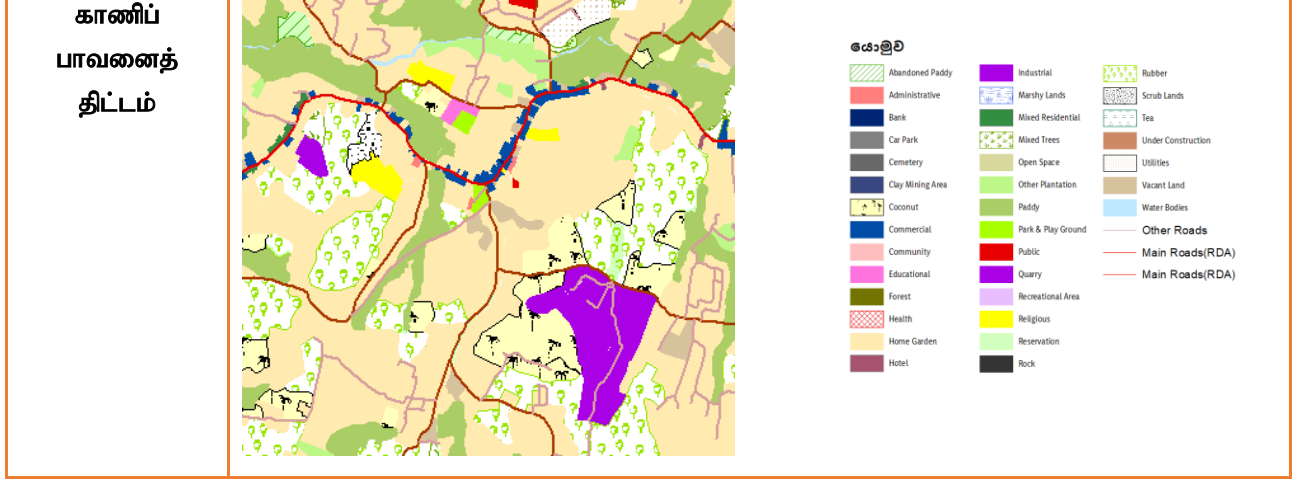 காணிப்
பாவனைத்
திட்டம்
යොමුව
Abandoned Paddy
Administrative
Bank
Car Park
Cemetery
Clay Mining Area
Coconut
Commercial
Community
Educational
Forest
Health
Home Garden
Hotel
Industrial
Marshy Lands
Mixed Residential
Mixed Trees
Open Space
Other Plantation
Paddy
Park & Play Ground
Public
Quarry
Recreational Area
Religious
Reservation
Rock
Rubber
Scrub Lands
Tea
Under Construction
Utilities
Vacant Land
Water Bodies
Other Roads
Main Roads(RDA)
Main Roads(RDA)